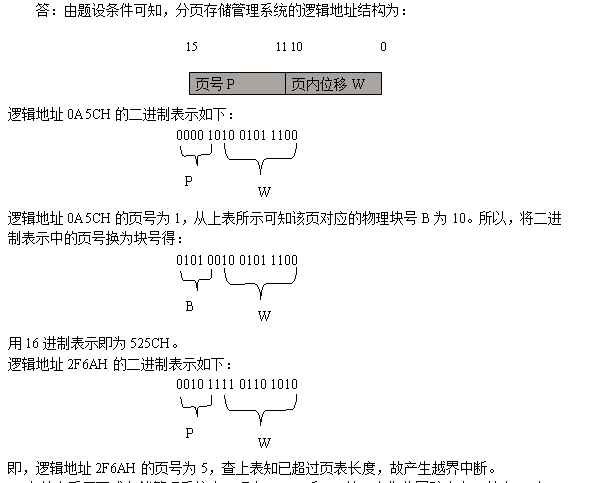 答：由题设条件可知，分页存储管理系统的逻辑地址结构为：
15 11 10 0
页号 P 页内位移 W
逻辑地址 0A5CH 的二进制表示如下：
0000 1010 0101 1100
P W
逻辑地址 0A5CH 的页号为 1，从上表所示可知该页对应的物理块号 B 为 10。所以，将二进
制表示中的页号换为块号得：
0101 0010 0101 1100
B W
用 16 进制表示即为 525CH。
逻辑地址 2F6AH 的二进制表示如下：
0010 1111 0110 1010
P W
即，逻辑地址 2F6AH 的页号为 5，查上表知已超过页表长度，故产生越界中断。